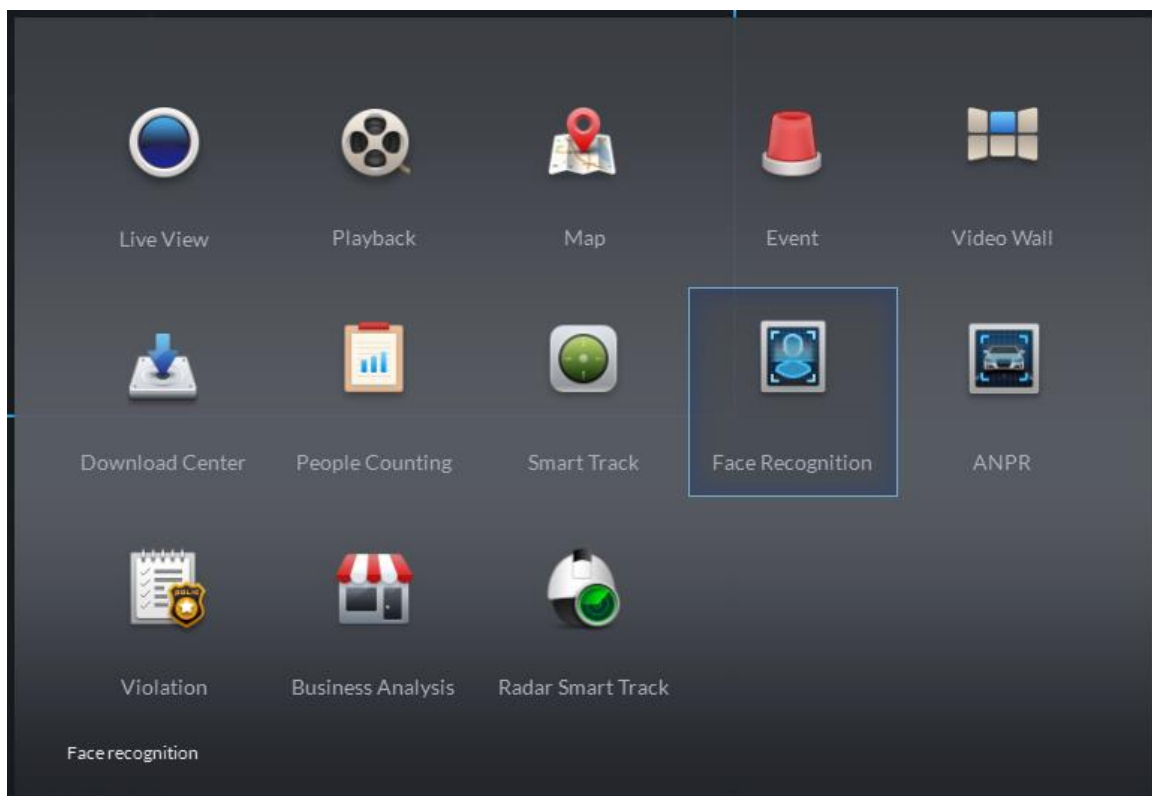 Live View
Playback
Map
Event
Video Wall
Download Center
People Counting
Smart Track
Face Recognition
ANPR
Violation
Business Analysis
Radar Smart Track
Face recognition